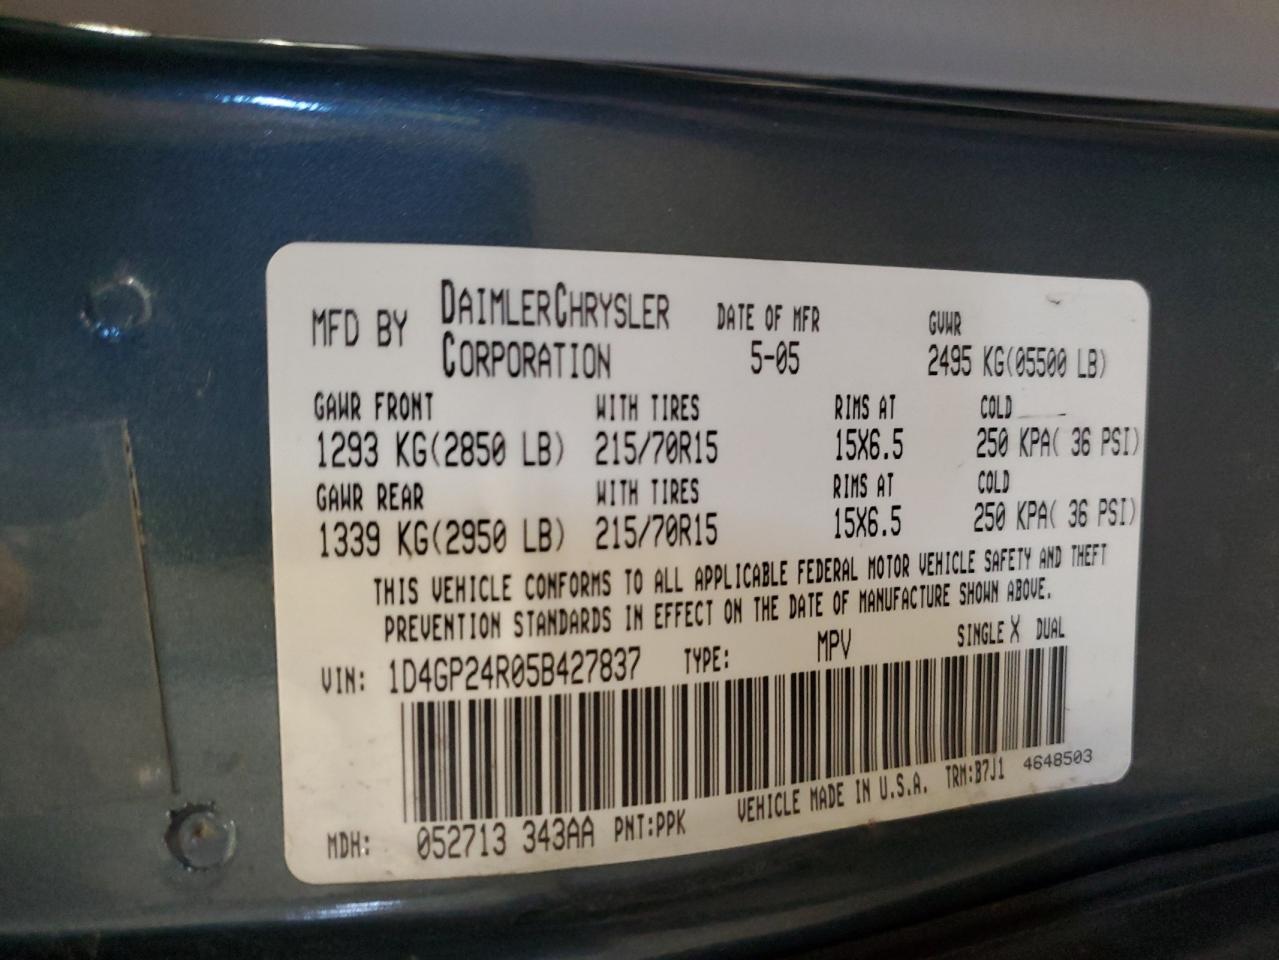 MFD BY DAIMLERCHRYSLER CORPORATION DATE OF MFR 5-05 GVWR 2495 KG(05500 LB)
GAWR FRONT WITH TIRES RIMS AT COLD
1293 KG(2850 LB) 215/70R15 15X6.5 250 KPA( 36 PSI)
GAWR REAR WITH TIRES RIMS AT COLD
1339 KG(2950 LB) 215/70R15 15X6.5 250 KPA( 36 PSI)
THIS VEHICLE CONFORMS TO ALL APPLICABLE FEDERAL MOTOR VEHICLE SAFETY AND THEFT
PREVENTION STANDARDS IN EFFECT ON THE DATE OF MANUFACTURE SHOWN ABOVE.
VIN: 1D4GP24R05B427837 TYPE: MPV SINGLE X DUAL
MDH: 052713 343AA PNT:PPK VEHICLE MADE IN U.S.A. TRM:B7J1 4648503